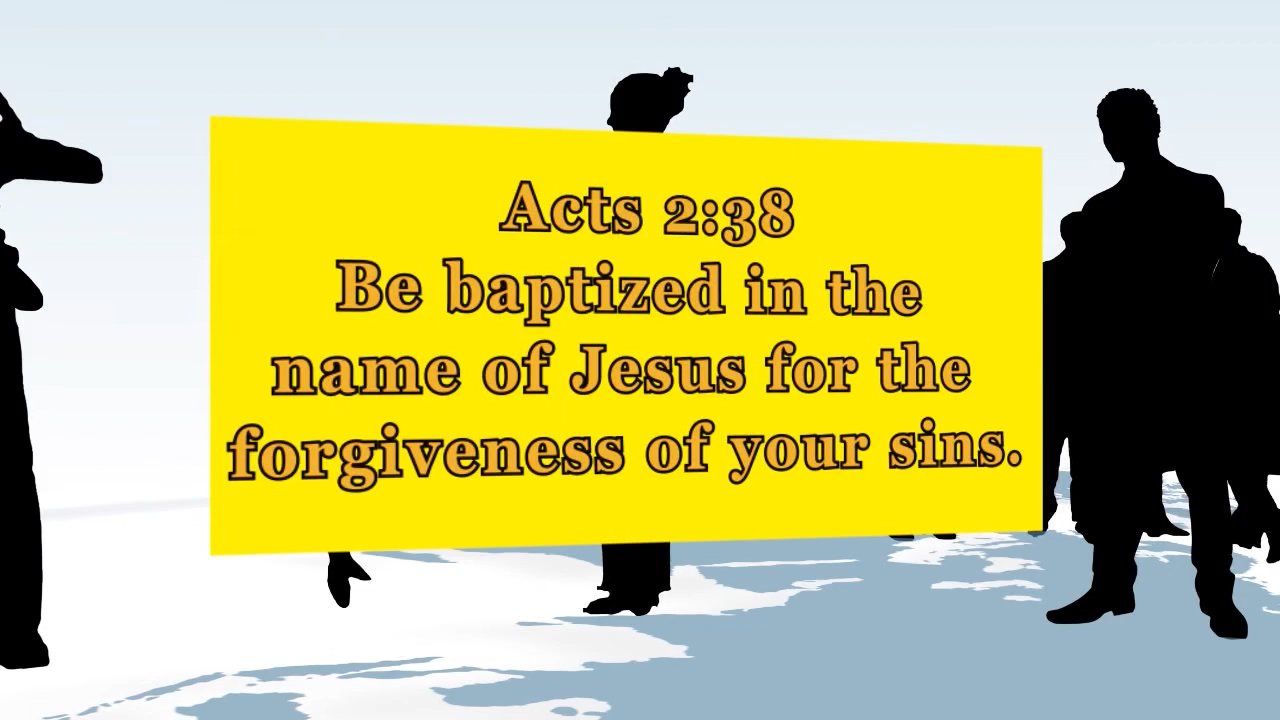 Acts 2:38
Be baptized in the
name of Jesus for the
forgiveness of your sins.